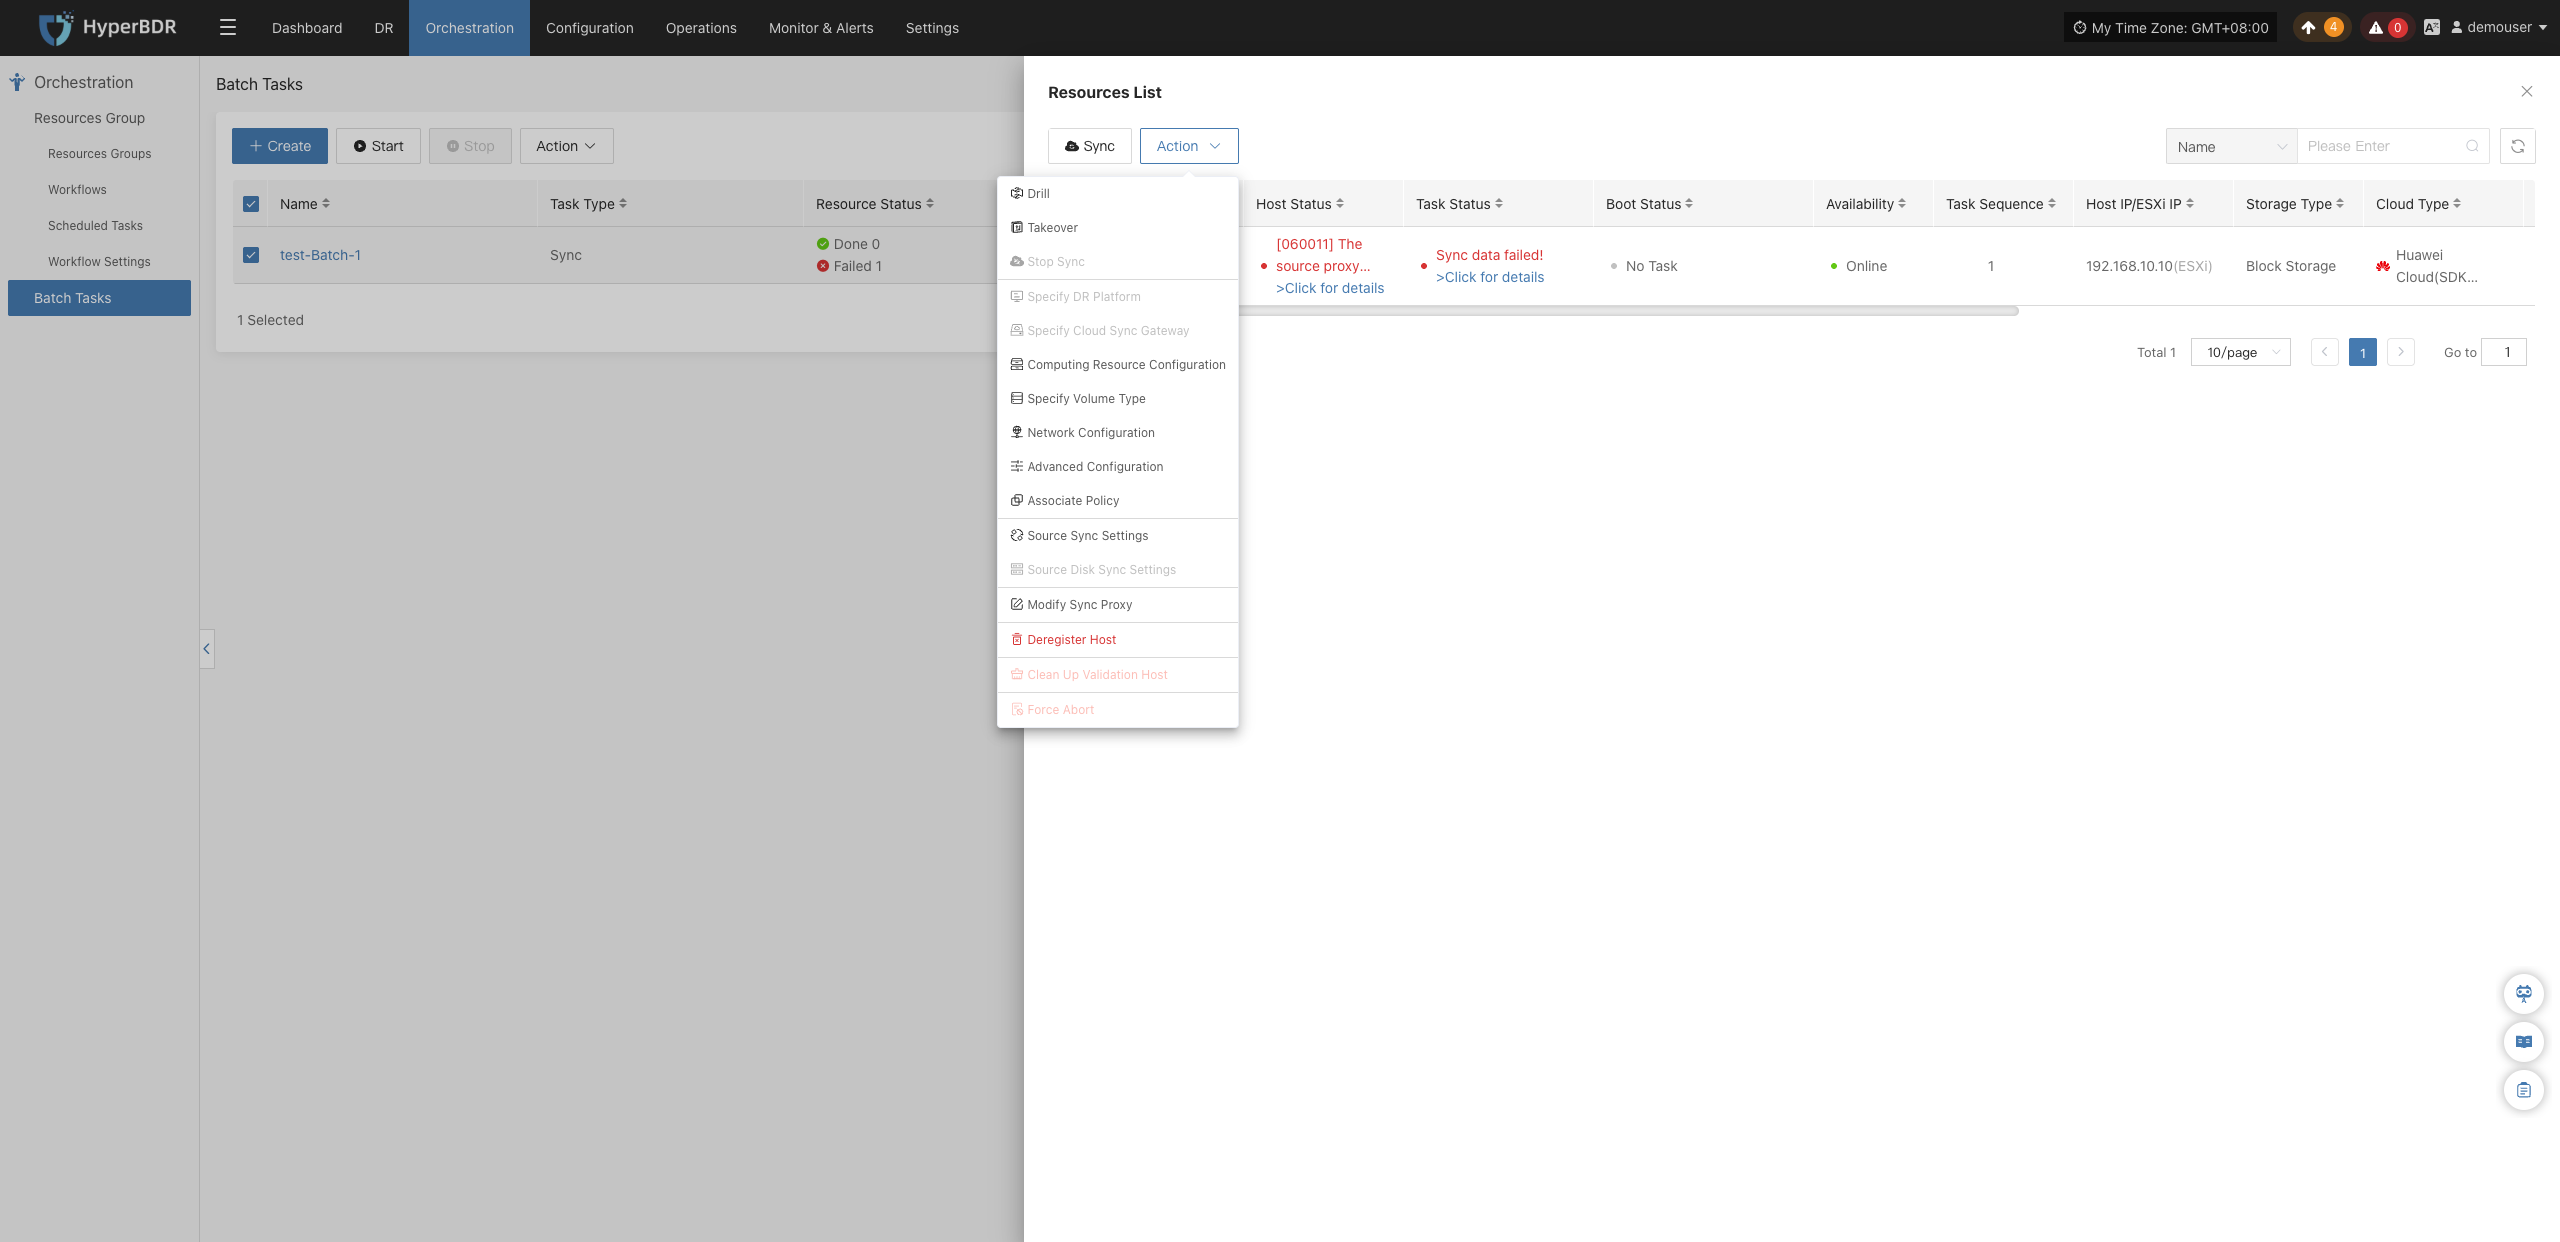 HyperBDR
Dashboard
DR
Orchestration
Configuration
Operations
Monitor & Alerts
Settings
My Time Zone: GMT+08:00
4
0
demouser
Orchestration
Resources Group
Resources Groups
Workflows
Scheduled Tasks
Workflow Settings
Batch Tasks
Batch Tasks
Create
Start
Stop
Action
Name
Task Type
Resource Status
test-Batch-1
Sync
Done 0
Failed 1
1 Selected
Resources List
Sync
Action
Name
Please Enter
Drill
Takeover
Stop Sync
Specify DR Platform
Specify Cloud Sync Gateway
Computing Resource Configuration
Specify Volume Type
Network Configuration
Advanced Configuration
Associate Policy
Source Sync Settings
Source Disk Sync Settings
Modify Sync Proxy
Deregister Host
Clean Up Validation Host
Force Abort
Host Status
Task Status
Boot Status
Availability
Task Sequence
Host IP/ESXi IP
Storage Type
Cloud Type
[060011] The
source proxy...
>Click for details
Sync data failed!
>Click for details
No Task
Online
1
192.168.10.10(ESXi)
Block Storage
Huawei
Cloud(SDK...
Total 1
10/page
1
Go to
1